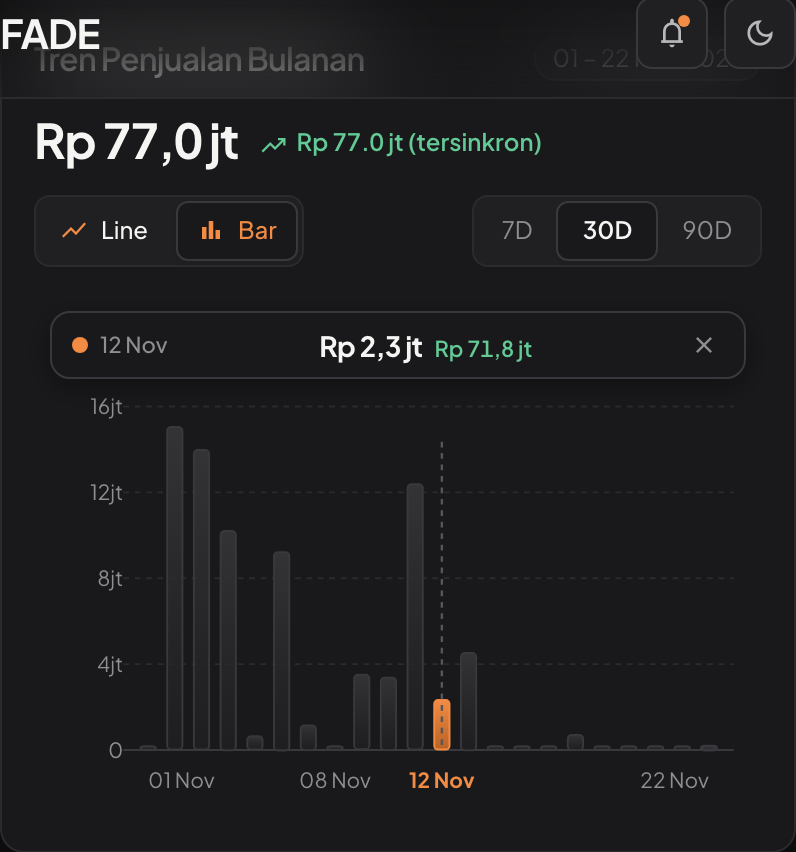 FADE
Tren Penjualan Bulanan
01 – 22
Rp 77,0 jt Rp 77.0 jt (tersinkron)
Line Bar 7D 30D 90D
12 Nov Rp 2,3 jt Rp 71,8 jt
16jt
12jt
8jt
4jt
0
01 Nov 08 Nov 12 Nov 22 Nov